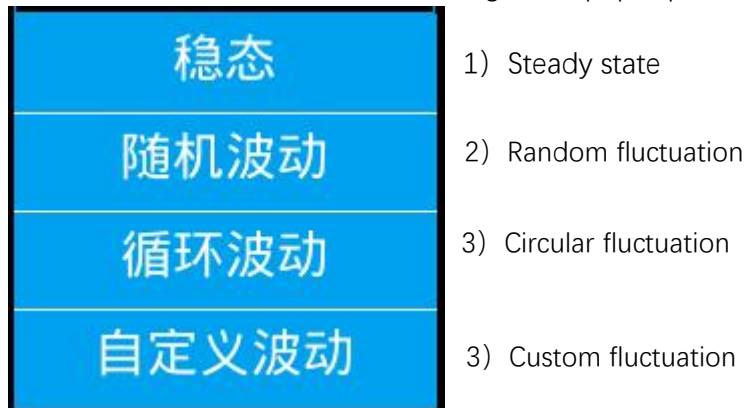 稳态
1）Steady state
随机波动
2）Random fluctuation
循环波动
3）Circular fluctuation
自定义波动
3）Custom fluctuation